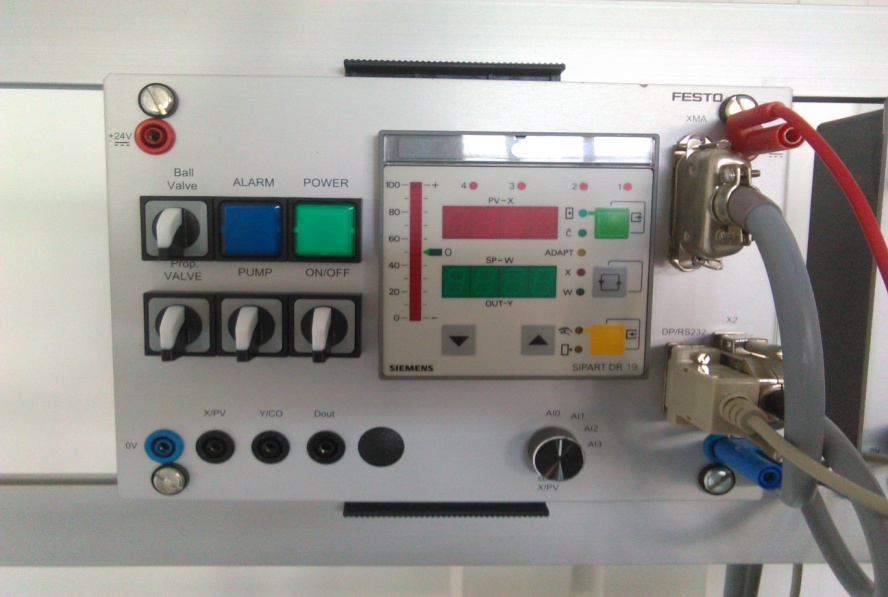 FESTO
XMA
+24V
Ball
Valve
ALARM
POWER
Prop.
VALVE
PUMP
ON/OFF
4
3
2
1
100
+
80
60
40
20
0
−
0
PV-X
SP-W
OUT-Y
ADAPT
X
W
SIEMENS
SIPART DR 19
X2
DP/RS232
0V
X/PV
Y/CO
Dout
AI0
AI1
AI2
AI3
X/PV